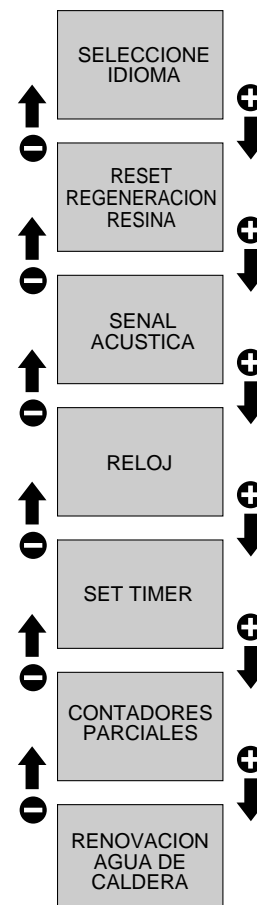 SELECCIONE
IDIOMA
RESET
REGENERACION
RESINA
SENAL
ACUSTICA
RELOJ
SET TIMER
CONTADORES
PARCIALES
RENOVACION
AGUA DE
CALDERA